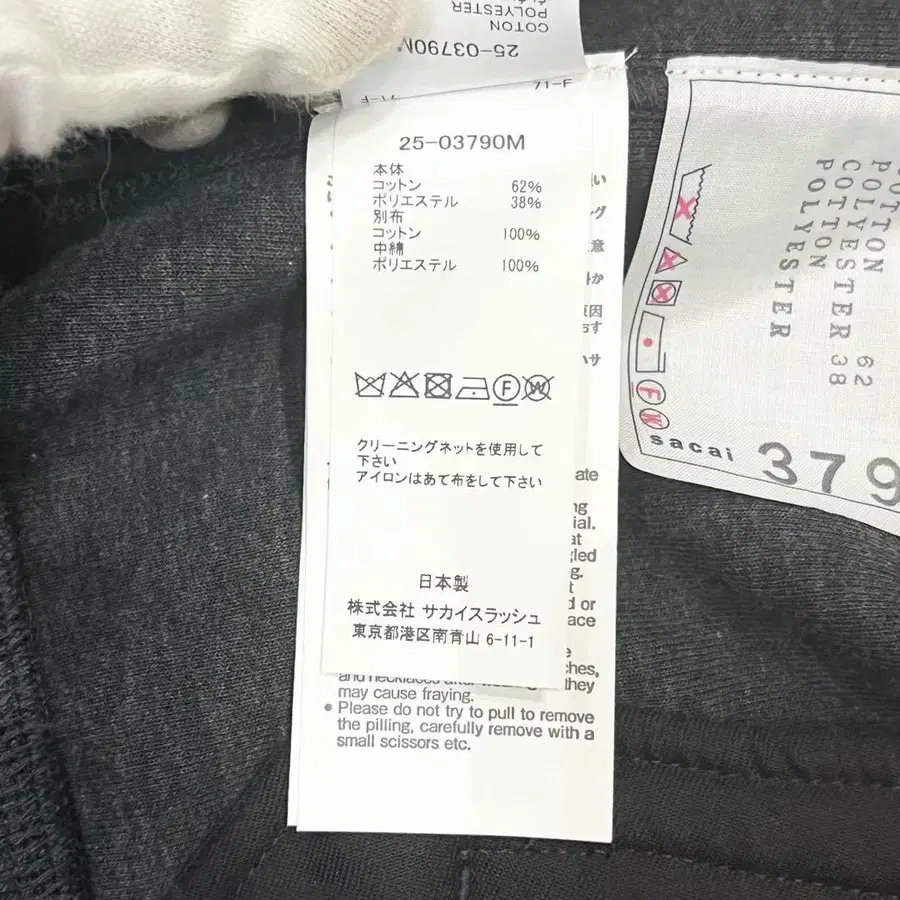 COTTON
POLYESTER
25-03790M
25-03790M
本体
コットン 62%
ポリエステル 38%
別布
コットン 100%
中綿
ポリエステル 100%
F
W
クリーニングネットを使用して
下さい
アイロンはあて布をして下さい
日本製
株式会社 サカイスラッシュ
東京都港区南青山 6-11-1
may cause fraying.
● Please do not try to pull to remove
the pilling, carefully remove with a
small scissors etc.
COTTON
POLYESTER 62
COTTON 38
POLYESTER
sacai
379